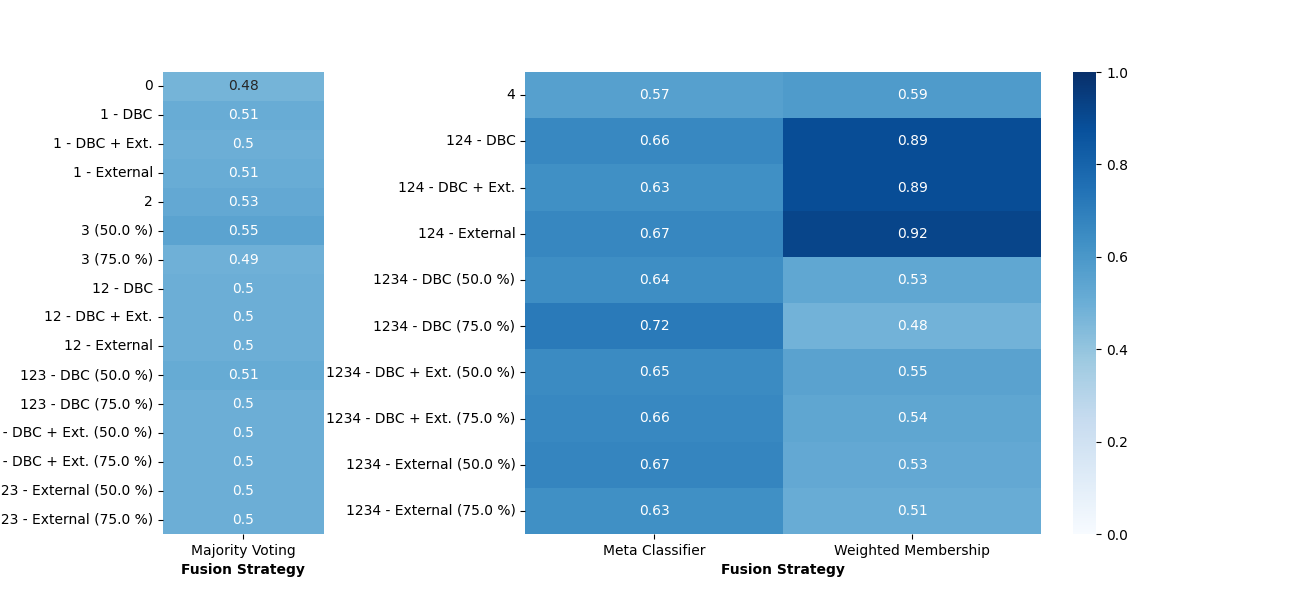 0 0.48
1 - DBC 0.51
1 - DBC + Ext. 0.5
1 - External 0.51
2 0.53
3 (50.0 %) 0.55
3 (75.0 %) 0.49
12 - DBC 0.5
12 - DBC + Ext. 0.5
12 - External 0.5
123 - DBC (50.0 %) 0.51
123 - DBC (75.0 %) 0.5
- DBC + Ext. (50.0 %) 0.5
- DBC + Ext. (75.0 %) 0.5
23 - External (50.0 %) 0.5
23 - External (75.0 %) 0.5
Majority Voting
Fusion Strategy
4 0.57 0.59
124 - DBC 0.66 0.89
124 - DBC + Ext. 0.63 0.89
124 - External 0.67 0.92
1234 - DBC (50.0 %) 0.64 0.53
1234 - DBC (75.0 %) 0.72 0.48
1234 - DBC + Ext. (50.0 %) 0.65 0.55
1234 - DBC + Ext. (75.0 %) 0.66 0.54
1234 - External (50.0 %) 0.67 0.53
1234 - External (75.0 %) 0.63 0.51
Meta Classifier Weighted Membership
Fusion Strategy
1.0
0.8
0.6
0.4
0.2
0.0